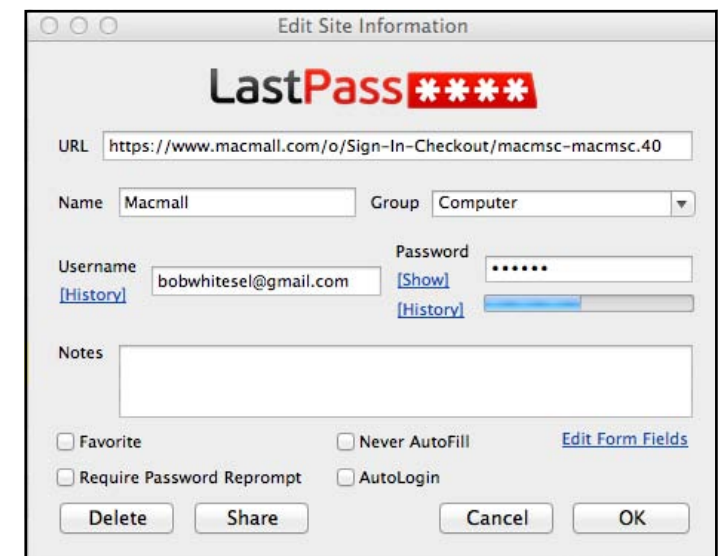 Edit Site Information
LastPass ****
URL https://www.macmall.com/o/Sign-In-Checkout/macmsc-macmsc.40
Name Macmall Group Computer
Username [History] bobwhitesel@gmail.com Password [Show] [History] ••••••
Notes
Favorite Never AutoFill Edit Form Fields
Require Password Reprompt AutoLogin
Delete Share Cancel OK